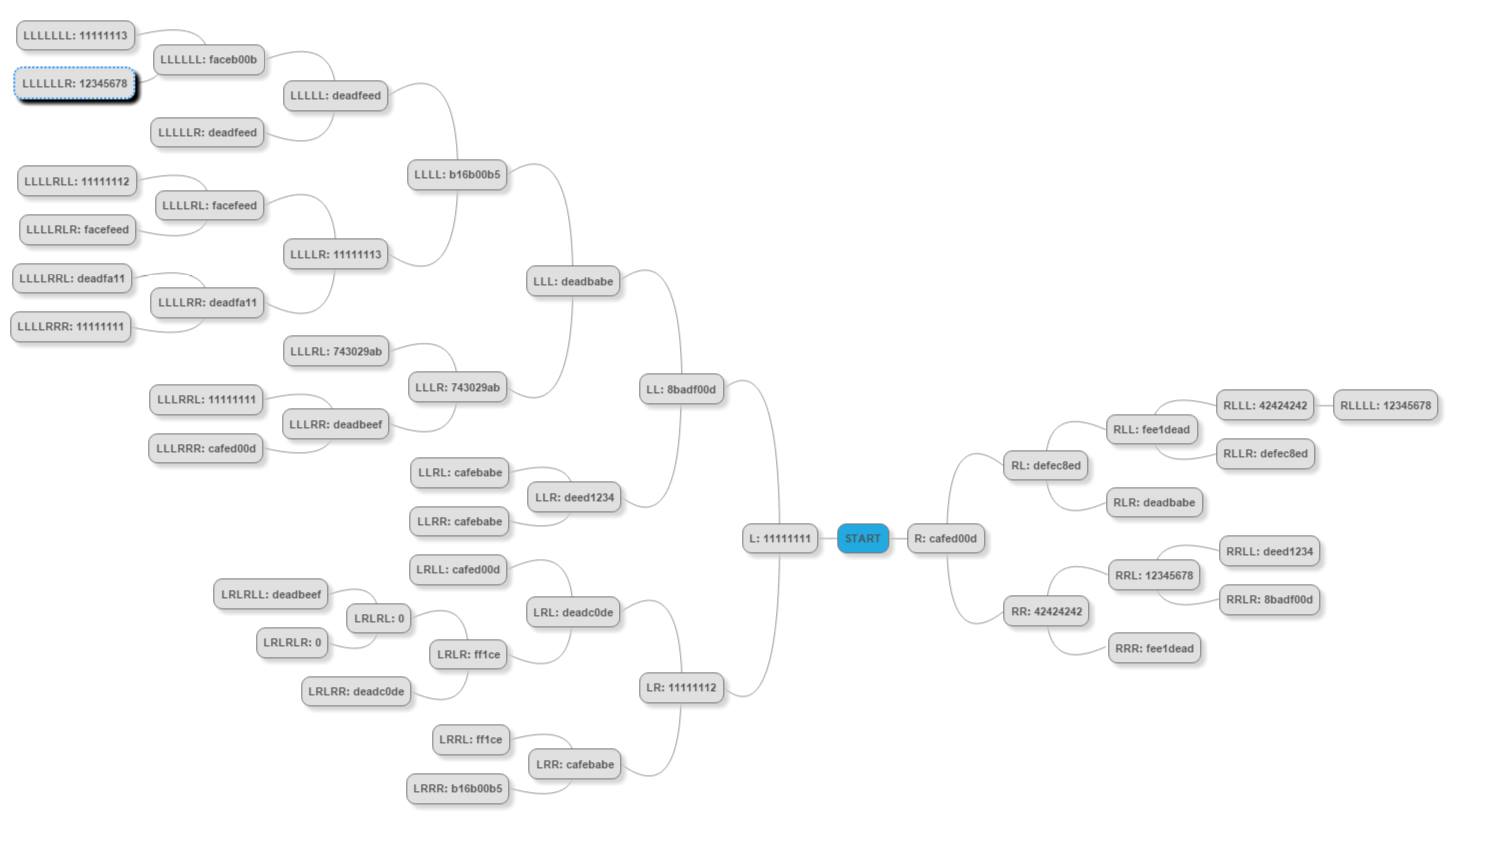 LLLLLLL: 11111113
LLLLLL: faceb00b
LLLLLLR: 12345678
LLLLL: deadfeed
LLLLLR: deadfeed
LLLL: b16b00b5
LLLLRLL: 11111112
LLLLRL: facefeed
LLLLRLR: facefeed
LLLLR: 11111113
LLLLRRL: deadfa11
LLLLRR: deadfa11
LLLLRRR: 11111111
LLL: deadbabe
LLLRL: 743029ab
LLLR: 743029ab
LLLRRL: 11111111
LLLRR: deadbeef
LLLRRR: cafed00d
LL: 8badf00d
LLRL: cafebabe
LLR: deed1234
LLRR: cafebabe
L: 11111111
START
R: cafed00d
LRLL: cafed00d
LRL: deadc0de
LRLRLL: deadbeef
LRLRL: 0
LRLRLR: 0
LRLR: ff1ce
LRLRR: deadc0de
LR: 11111112
LRRL: ff1ce
LRR: cafebabe
LRRR: b16b00b5
RLLL: 42424242
RLLLL: 12345678
RLL: fee1dead
RLLR: defec8ed
RL: defec8ed
RLR: deadbabe
RRLL: deed1234
RRL: 12345678
RRLR: 8badf00d
RR: 42424242
RRR: fee1dead